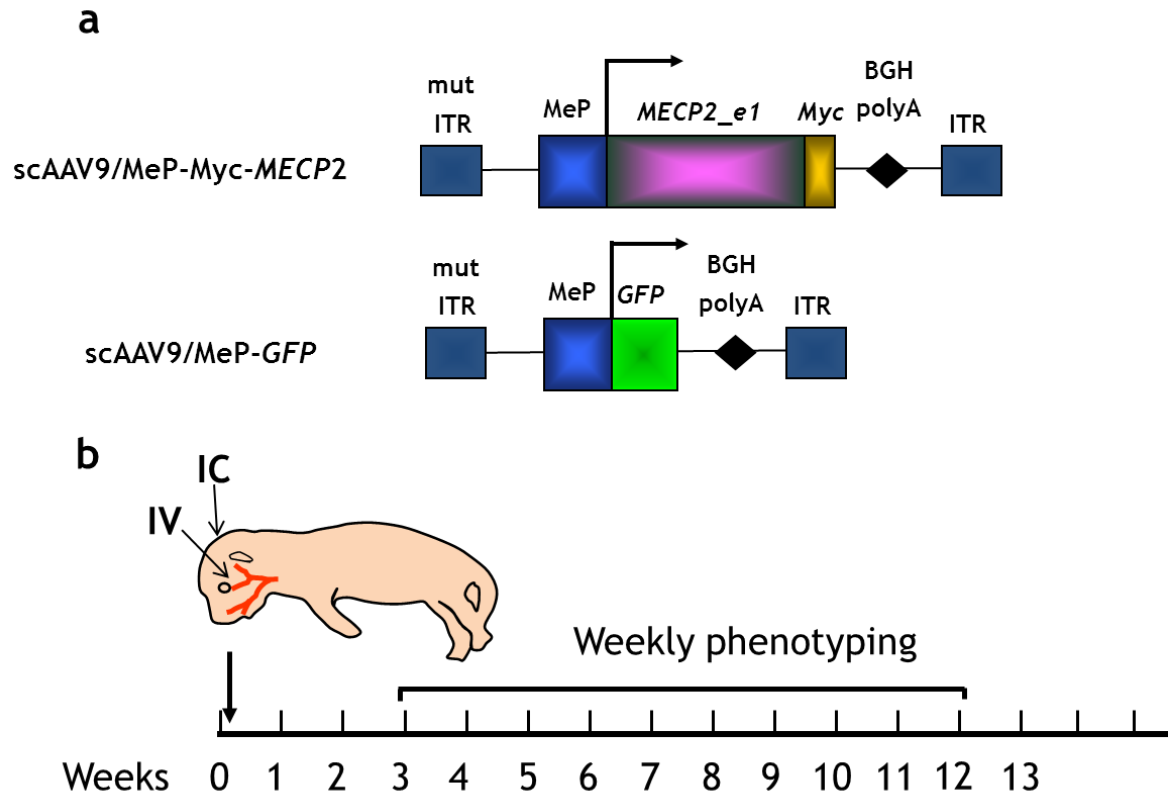 a
mut
ITR
MeP
MECP2_e1
Myc
BGH
polyA
ITR
scAAV9/MeP-Myc-MECP2
mut
ITR
MeP
GFP
BGH
polyA
ITR
scAAV9/MeP-GFP
b
IC
IV
Weekly phenotyping
Weeks 0 1 2 3 4 5 6 7 8 9 10 11 12 13